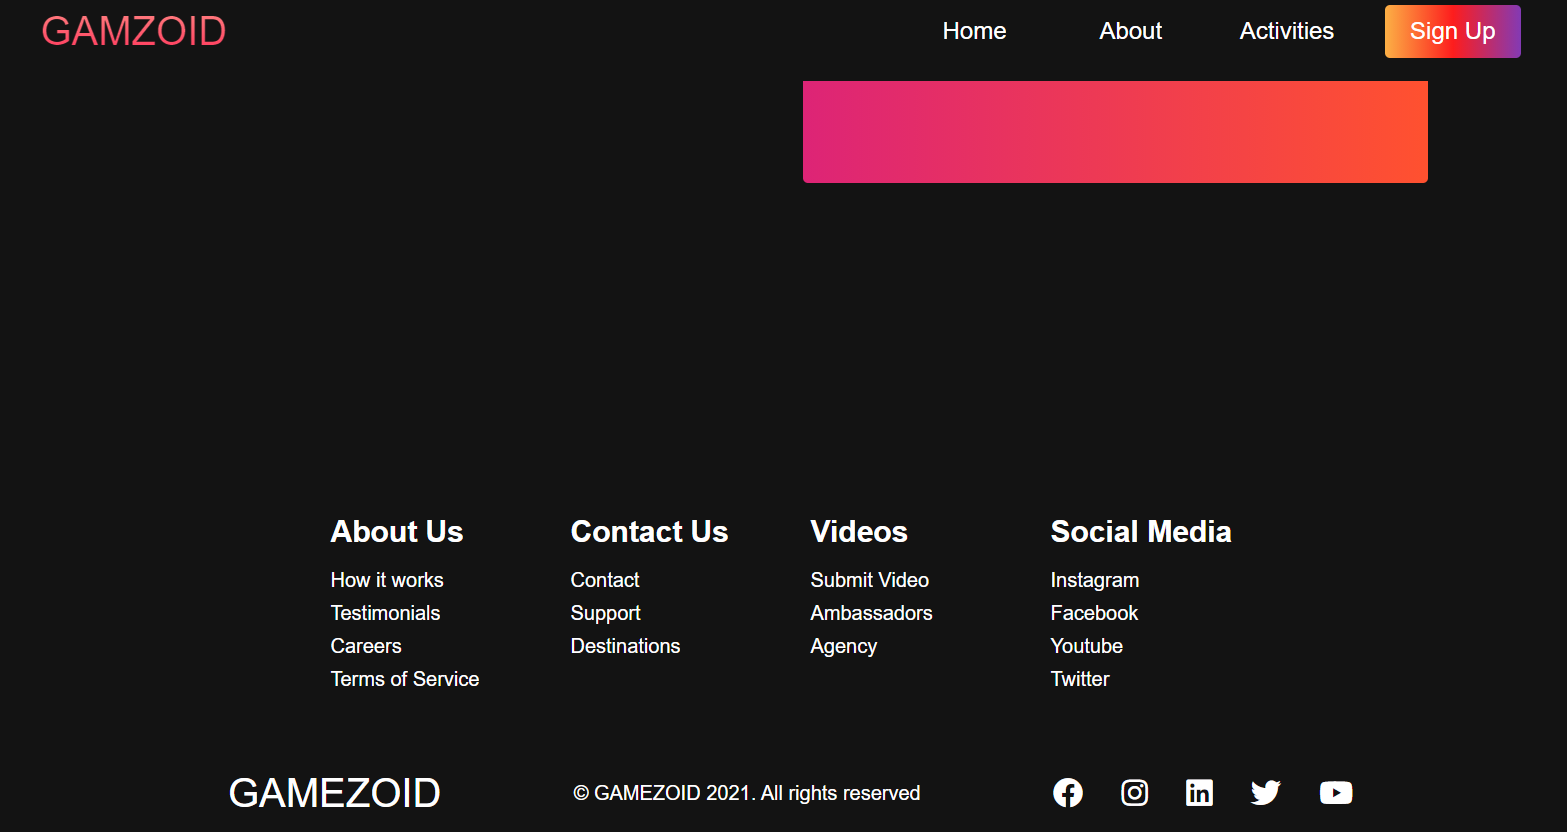 GAMZOID
Home About Activities Sign Up
About Us
How it works
Testimonials
Careers
Terms of Service
Contact Us
Contact
Support
Destinations
Videos
Submit Video
Ambassadors
Agency
Social Media
Instagram
Facebook
Youtube
Twitter
GAMEZOID
© GAMEZOID 2021. All rights reserved